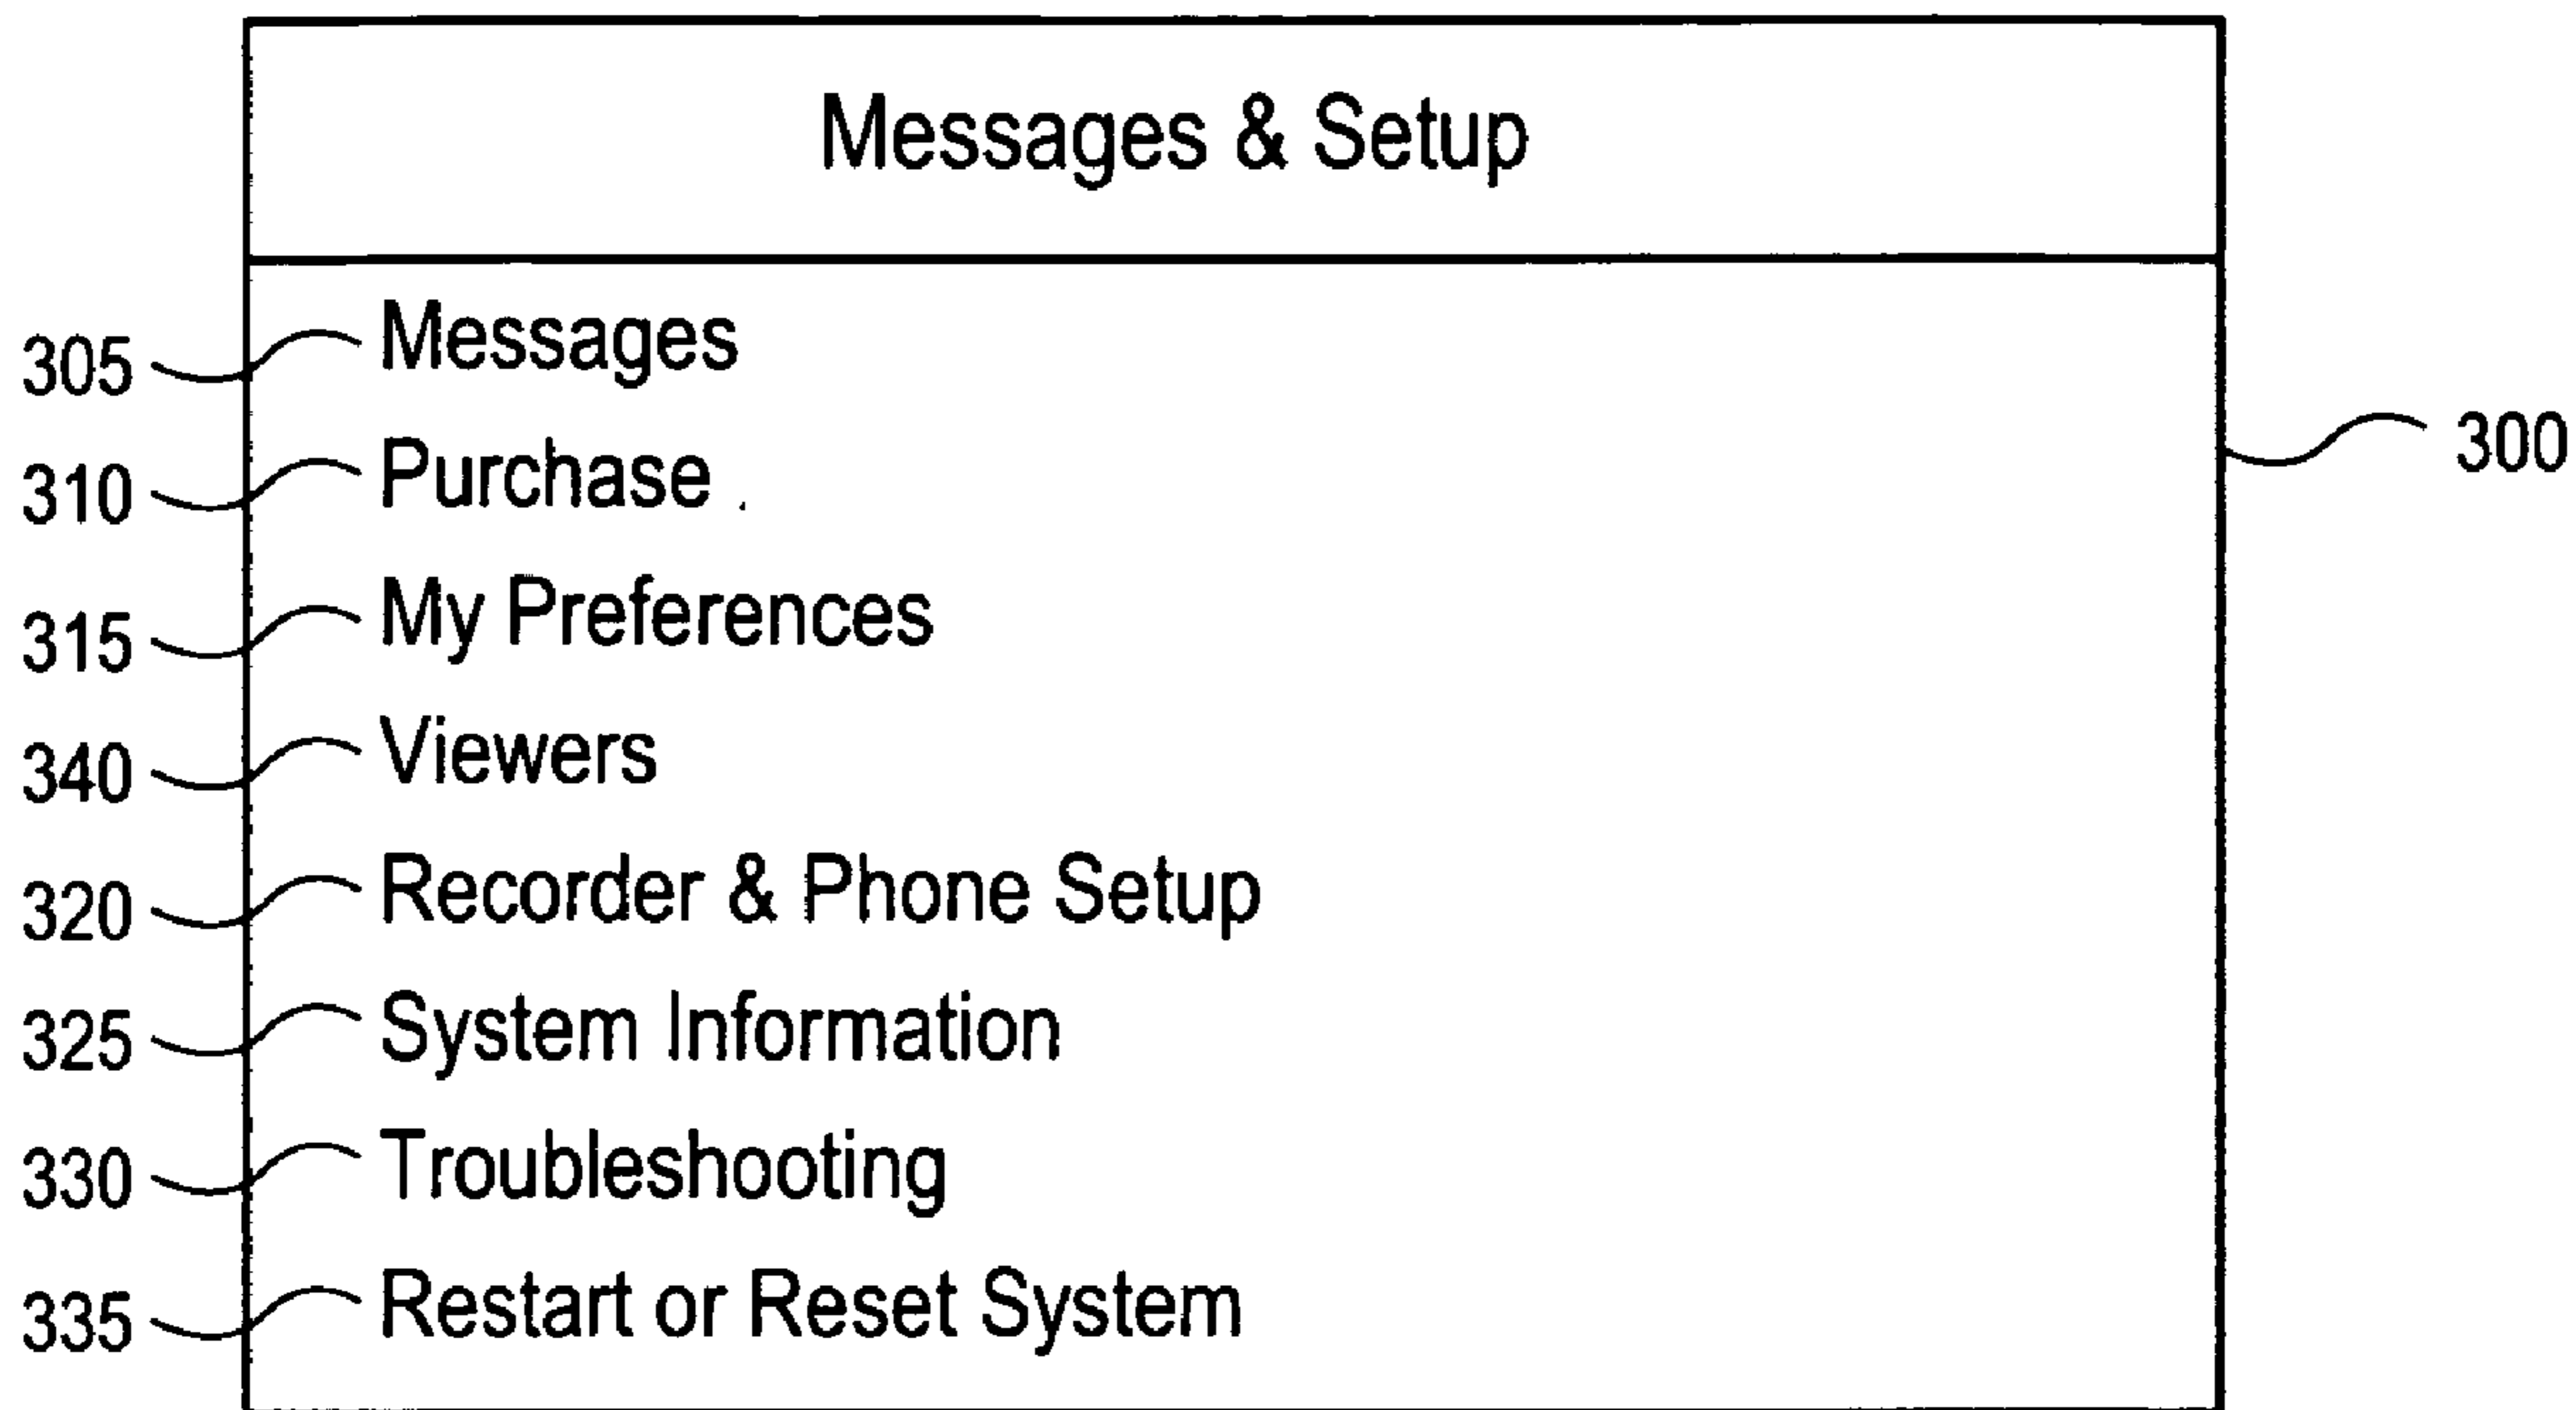 Messages & Setup
305 Messages
310 Purchase
300
315 My Preferences
340 Viewers
320 Recorder & Phone Setup
325 System Information
330 Troubleshooting
335 Restart or Reset System